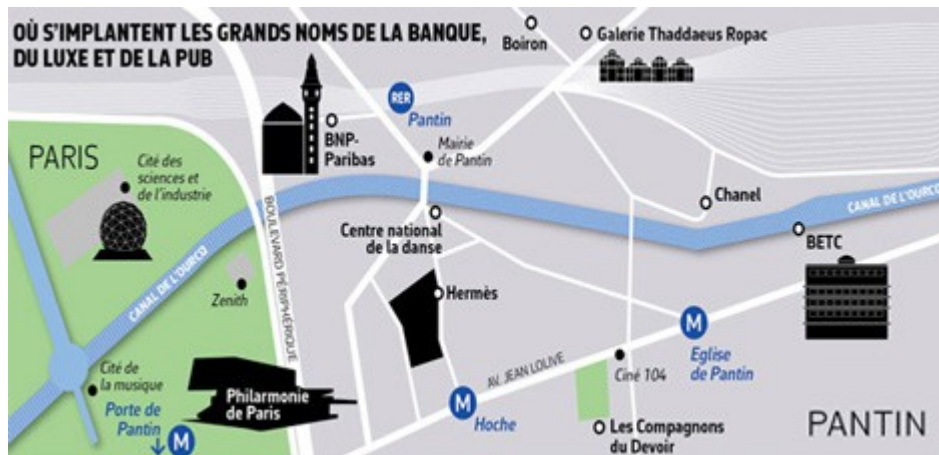 OÙ S'IMPLANTENT LES GRANDS NOMS DE LA BANQUE,
DU LUXE ET DE LA PUB
Boiron
Galerie Thaddaeus Ropac
RER
Pantin
BNP-
Paribas
Mairie
de Pantin
PARIS
Cité des
sciences et
de l'industrie
Chanel
CANAL DE L'OURCQ
BETC
Centre national
de la danse
CANAL DE L'OURCQ
BOULEVARD PÉRIPHÉRIQUE
Zenith
Hermès
M
Eglise
de Pantin
AV. JEAN LOLIVE
Ciné 104
Cité de
la musique
Philarmonie
de Paris
Porte de
Pantin
M
M
Hoche
Les Compagnons
du Devoir
PANTIN